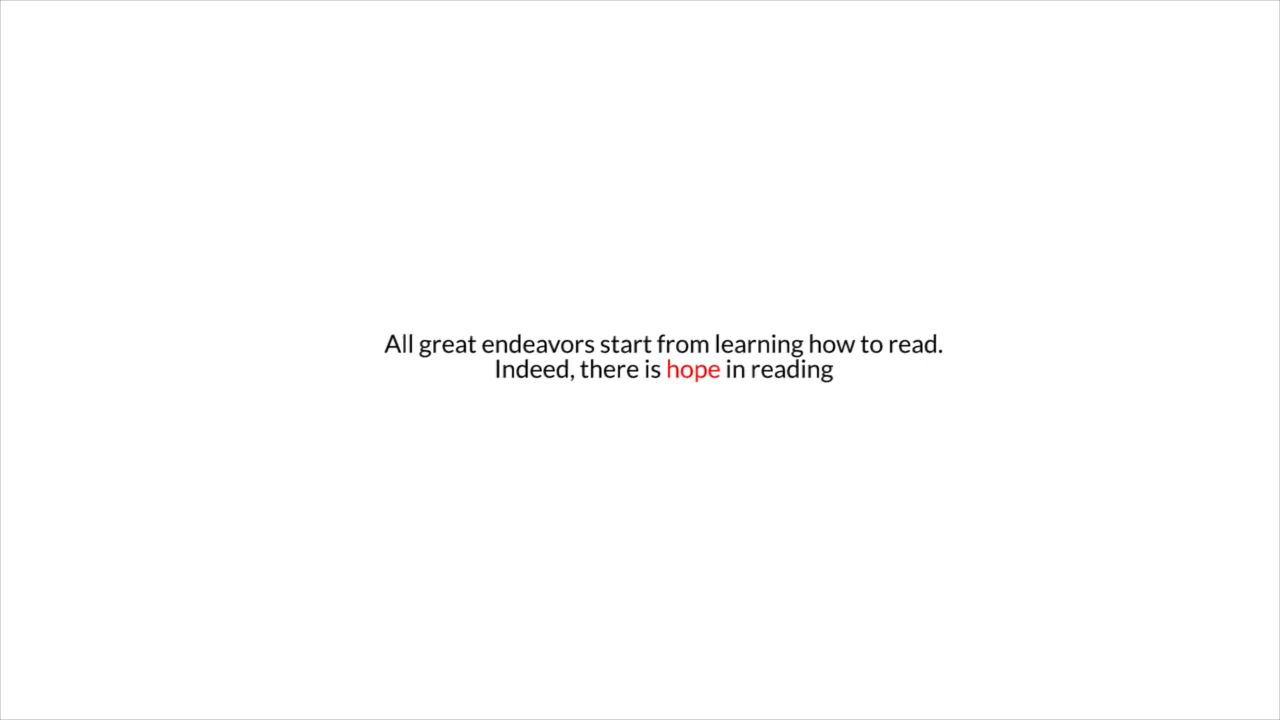 All great endeavors start from learning how to read.
Indeed, there is hope in reading